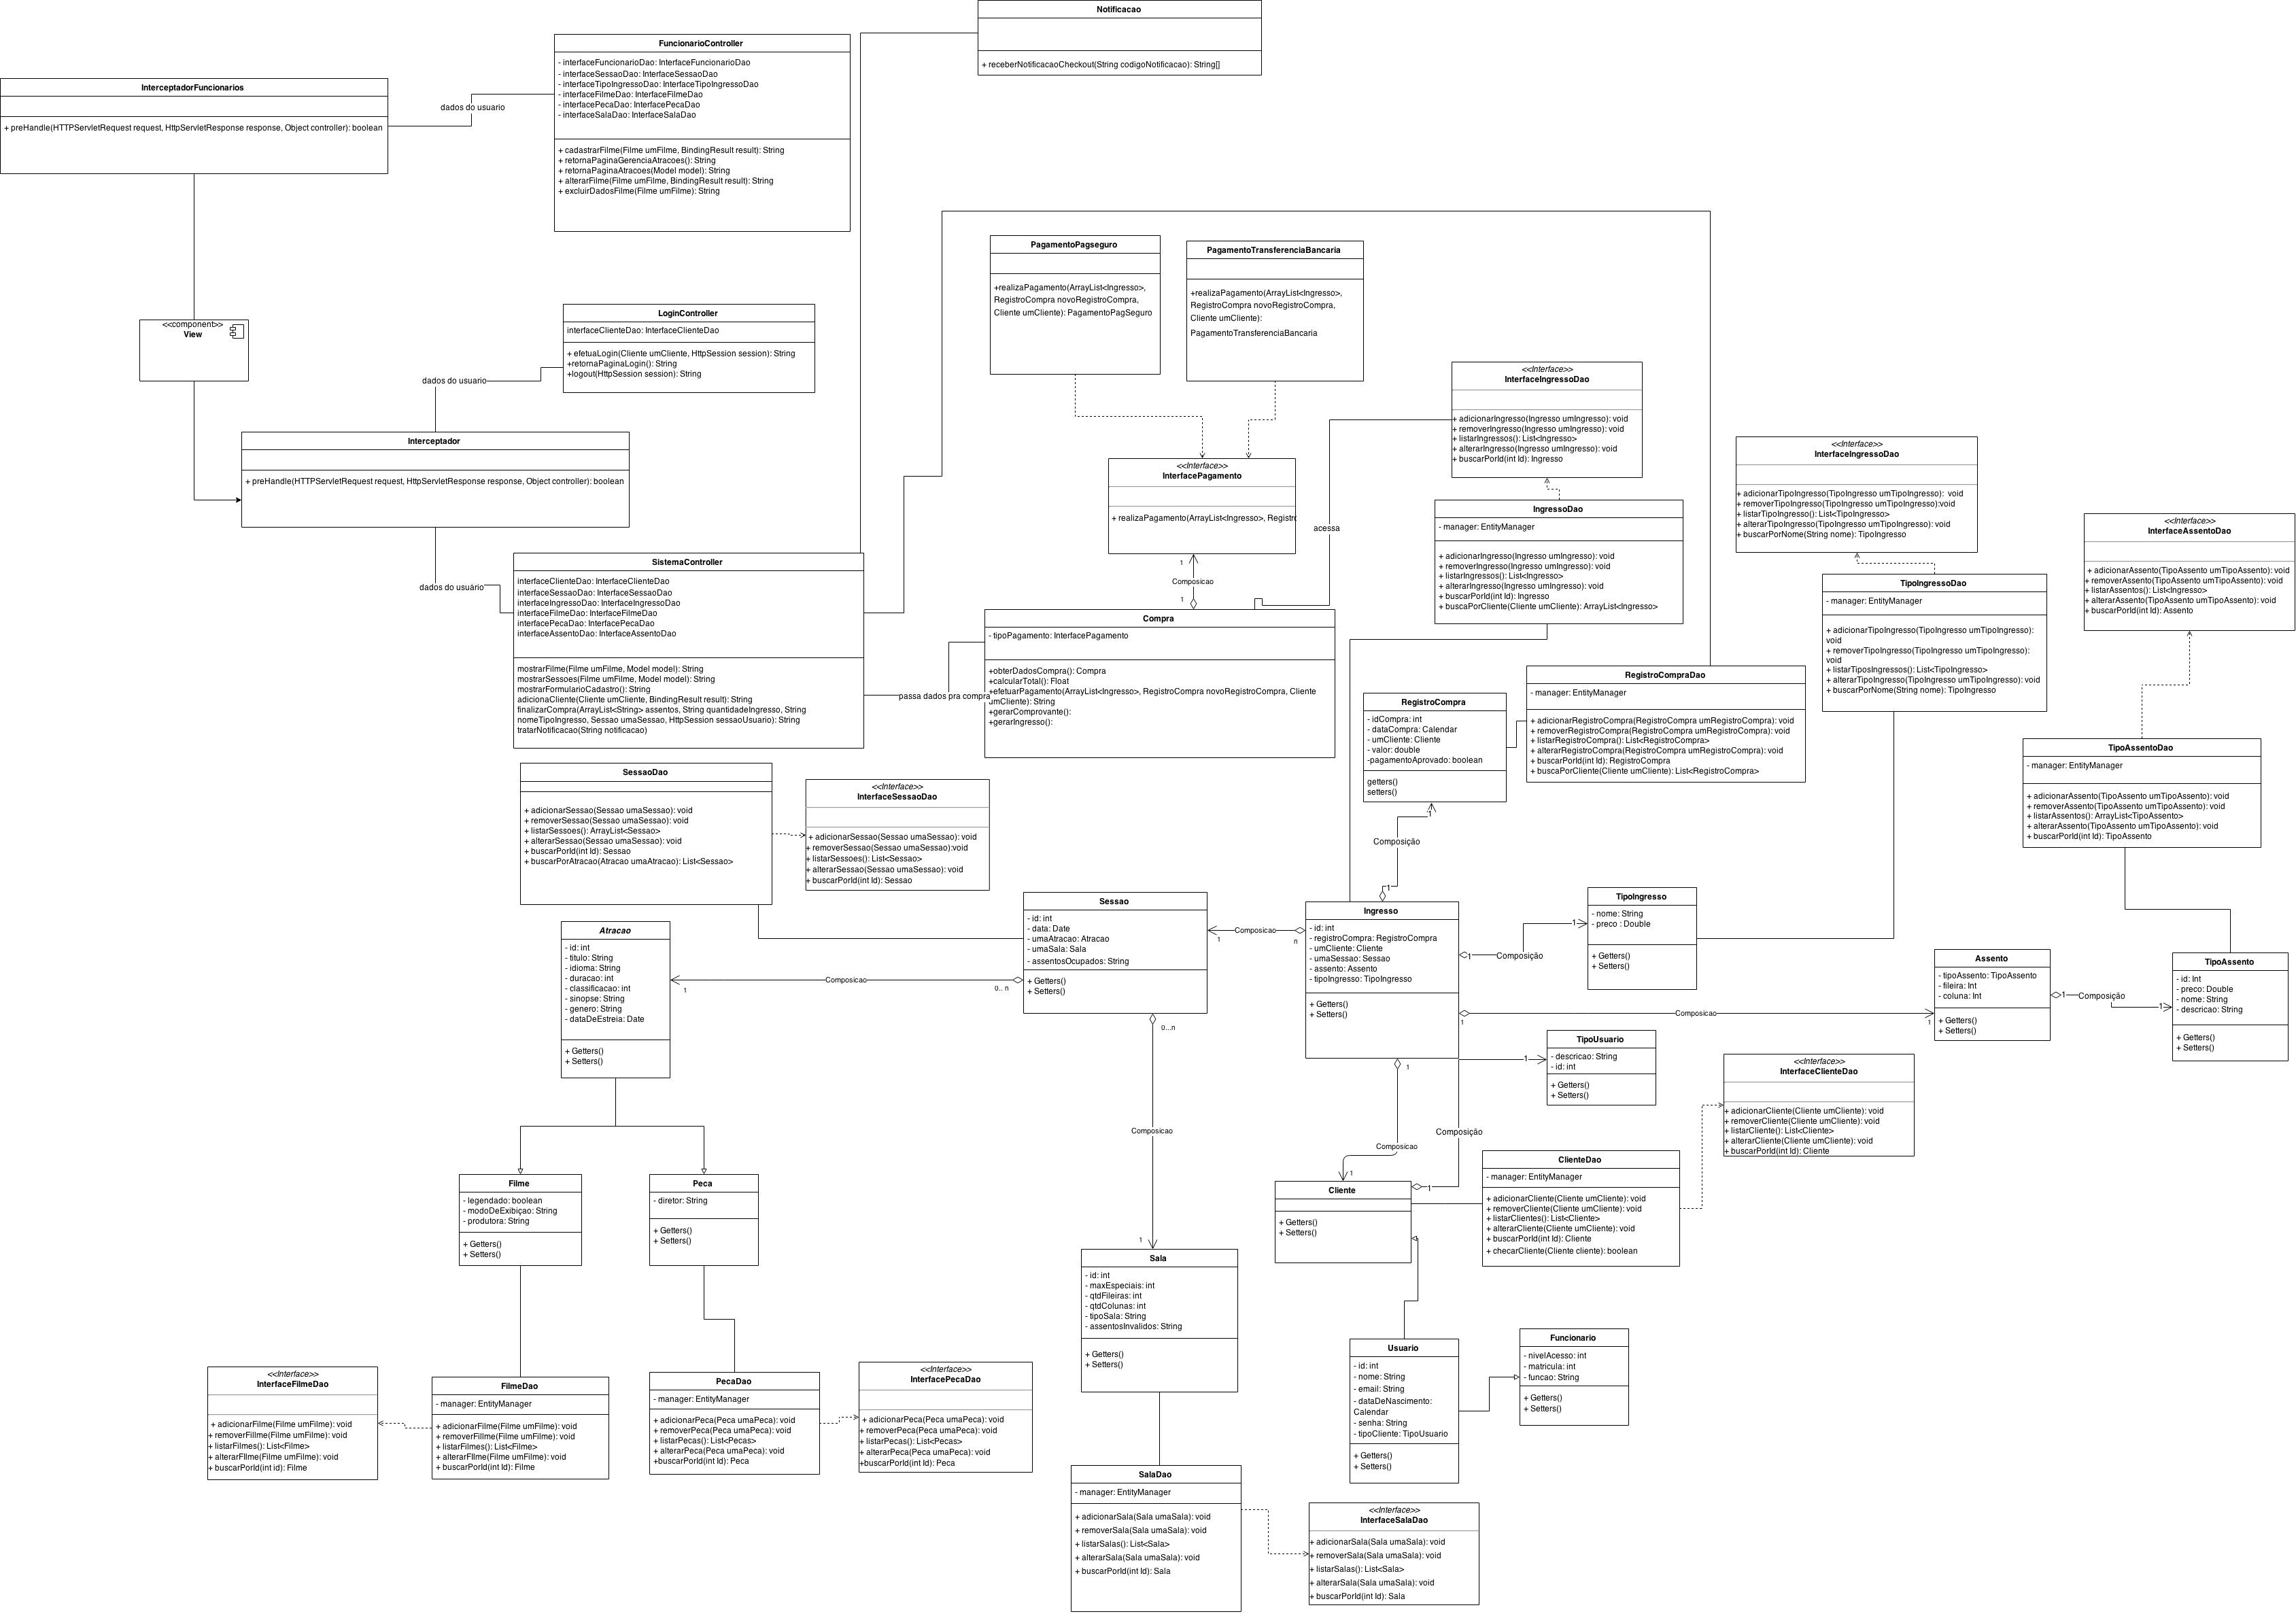 Notificacao
+ receberNotificacaoCheckout(String codigoNotificacao): String[]
FuncionarioController
- interfaceFuncionarioDao: InterfaceFuncionarioDao
- interfaceSessaoDao: InterfaceSessaoDao
- interfaceTipoIngressoDao: InterfaceTipoIngressoDao
- interfaceFilmeDao: InterfaceFilmeDao
- interfacePecaDao: InterfacePecaDao
- interfaceSalaDao: InterfaceSalaDao
+ cadastrarFilme(Filme umFilme, BindingResult result): String
+ retornaPaginaGerenciaAtracoes(): String
+ retornaPaginaAtracoes(Model model): String
+ alterarFilme(Filme umFilme, BindingResult result): String
+ excluirDadosFilme(Filme umFilme): String
InterceptadorFuncionarios
+ preHandle(HTTPServletRequest request, HttpServletResponse response, Object controller): boolean
dados do usuario
PagamentoPagseguro
+realizaPagamento(ArrayList<Ingresso>,
RegistroCompra novoRegistroCompra,
Cliente umCliente): PagamentoPagSeguro
PagamentoTransferenciaBancaria
+realizaPagamento(ArrayList<Ingresso>,
RegistroCompra novoRegistroCompra,
Cliente umCliente):
PagamentoTransferenciaBancaria
<<component>>
View
LoginController
interfaceClienteDao: InterfaceClienteDao
+ efetuaLogin(Cliente umCliente, HttpSession session): String
+retornaPaginaLogin(): String
+logout(HttpSession session): String
dados do usuario
Interceptador
+ preHandle(HTTPServletRequest request, HttpServletResponse response, Object controller): boolean
<<Interface>>
InterfacePagamento
+ realizaPagamento(ArrayList<Ingresso>, Registro
1
Composicao
1
acessa
<<Interface>>
InterfaceIngressoDao
+ adicionarIngresso(Ingresso umIngresso): void
+ removerIngresso(Ingresso umIngresso): void
+ listarIngressos(): List<Ingresso>
+ alterarIngresso(Ingresso umIngresso): void
+ buscarPorId(int Id): Ingresso
IngressoDao
- manager: EntityManager
+ adicionarIngresso(Ingresso umIngresso): void
+ removerIngresso(Ingresso umIngresso): void
+ listarIngressos(): List<Ingresso>
+ alterarIngresso(Ingresso umIngresso): void
+ buscarPorId(int Id): Ingresso
+ buscaPorCliente(Cliente umCliente): ArrayList<Ingresso>
<<Interface>>
InterfaceIngressoDao
+ adicionarTipoIngresso(TipoIngresso umTipoIngresso): void
+ removerTipoIngresso(TipoIngresso umTipoIngresso):void
+ listarTipoIngresso(): List<TipoIngresso>
+ alterarTipoIngresso(TipoIngresso umTipoIngresso): void
+ buscarPorNome(String nome): TipoIngresso
TipoIngressoDao
- manager: EntityManager
+ adicionarTipoIngresso(TipoIngresso umTipoIngresso):
void
+ removerTipoIngresso(TipoIngresso umTipoIngresso):
void
+ listarTiposIngressos(): List<TipoIngresso>
+ alterarTipoIngresso(TipoIngresso umTipoIngresso): void
+ buscarPorNome(String nome): TipoIngresso
<<Interface>>
InterfaceAssentoDao
+ adicionarAssento(TipoAssento umTipoAssento): void
+ removerAssento(TipoAssento umTipoAssento): void
+ listarAssentos(): List<Ingresso>
+ alterarAssento(TipoAssento umTipoAssento): void
+ buscarPorId(int Id): Assento
TipoAssentoDao
- manager: EntityManager
+ adicionarAssento(TipoAssento umTipoAssento): void
+ removerAssento(TipoAssento umTipoAssento): void
+ listarAssentos(): ArrayList<TipoAssento>
+ alterarAssento(TipoAssento umTipoAssento): void
+ buscarPorId(int Id): TipoAssento
dados do usuário
SistemaController
interfaceClienteDao: InterfaceClienteDao
interfaceSessaoDao: InterfaceSessaoDao
interfaceIngressoDao: InterfaceIngressoDao
interfaceFilmeDao: InterfaceFilmeDao
interfacePecaDao: InterfacePecaDao
interfaceAssentoDao: InterfaceAssentoDao
mostrarFilme(Filme umFilme, Model model): String
mostrarSessoes(Filme umFilme, Model model): String
mostrarFormularioCadastro(): String
adicionaCliente(Cliente umCliente, BindingResult result): String
finalizarCompra(ArrayList<String> assentos, String quantidadeIngresso, String
nomeTipoIngresso, Sessao umaSessao, HttpSession sessaoUsuario): String
tratarNotificacao(String notificacao)
passa dados pra compra
Compra
- tipoPagamento: InterfacePagamento
+obterDadosCompra(): Compra
+calcularTotal(): Float
+efetuarPagamento(ArrayList<Ingresso>, RegistroCompra novoRegistroCompra, Cliente
umCliente): String
+gerarComprovante():
+gerarIngresso():
RegistroCompra
- idCompra: int
- dataCompra: Calendar
- umCliente: Cliente
- valor: double
-pagamentoAprovado: boolean
getters()
setters()
1
Composição
1
RegistroCompraDao
- manager: EntityManager
+ adicionarRegistroCompra(RegistroCompra umRegistroCompra): void
+ removerRegistroCompra(RegistroCompra umRegistroCompra): void
+ listarRegistroCompra(): List<RegistroCompra>
+ alterarRegistroCompra(RegistroCompra umRegistroCompra): void
+ buscarPorId(int Id): RegistroCompra
+ buscaPorCliente(Cliente umCliente): List<RegistroCompra>
SessaoDao
+ adicionarSessao(Sessao umaSessao): void
+ removerSessao(Sessao umaSessao): void
+ listarSessoes(): ArrayList<Sessao>
+ alterarSessao(Sessao umaSessao): void
+ buscarPorId(int Id): Sessao
+ buscarPorAtracao(Atracao umaAtracao): List<Sessao>
<<Interface>>
InterfaceSessaoDao
+ adicionarSessao(Sessao umaSessao): void
+ removerSessao(Sessao umaSessao):void
+ listarSessoes(): List<Sessao>
+ alterarSessao(Sessao umaSessao): void
+ buscarPorId(int Id): Sessao
Atracao
- id: int
- titulo: String
- idioma: String
- duracao: int
- classificacao: int
- sinopse: String
- genero: String
- dataDeEstreia: Date
+ Getters()
+ Setters()
1
Composicao
0.. n
Sessao
- id: int
- data: Date
- umaAtracao: Atracao
- umaSala: Sala
- assentosOcupados: String
+ Getters()
+ Setters()
0...n
Composicao
1
1
Composicao
n
Ingresso
- id: int
- registroCompra: RegistroCompra
- umCliente: Cliente
- umaSessao: Sessao
- assento: Assento
- tipoIngresso: TipoIngresso
+ Getters()
+ Setters()
1
Composição
1
TipoIngresso
- nome: String
- preco : Double
+ Getters()
+ Setters()
1
Composicao
1
Assento
- tipoAssento: TipoAssento
- fileira: Int
- coluna: Int
+ Getters()
+ Setters()
1
Composição
1
TipoAssento
- id: Int
- preco: Double
- nome: String
- descricao: String
+ Getters()
+ Setters()
1
Composicao
1
1
Composição
1
TipoUsuario
- descricao: String
- id: int
+ Getters()
+ Setters()
<<Interface>>
InterfaceClienteDao
+ adicionarCliente(Cliente umCliente): void
+ removerCliente(Cliente umCliente): void
+ listarCliente(): List<Cliente>
+ alterarCliente(Cliente umCliente): void
+ buscarPorId(int Id): Cliente
Filme
- legendado: boolean
- modoDeExibiçao: String
- produtora: String
+ Getters()
+ Setters()
Peca
- diretor: String
+ Getters()
+ Setters()
Cliente
+ Getters()
+ Setters()
ClienteDao
- manager: EntityManager
+ adicionarCliente(Cliente umCliente): void
+ removerCliente(Cliente umCliente): void
+ listarClientes(): List<Cliente>
+ alterarCliente(Cliente umCliente): void
+ buscarPorId(int Id): Cliente
+ checarCliente(Cliente cliente): boolean
Sala
- id: int
- maxEspeciais: int
- qtdFileiras: int
- qtdColunas: int
- tipoSala: String
- assentosInvalidos: String
+ Getters()
+ Setters()
Usuario
- id: int
- nome: String
- email: String
- dataDeNascimento:
Calendar
- senha: String
- tipoCliente: TipoUsuario
+ Getters()
+ Setters()
Funcionario
- nivelAcesso: int
- matricula: int
- funcao: String
+ Getters()
+ Setters()
<<Interface>>
InterfaceFilmeDao
+ adicionarFilme(Filme umFilme): void
+ removerFillme(Filme umFilme): void
+ listarFilmes(): List<Filme>
+ alterarFIlme(Filme umFilme): void
+ buscarPorId(int id): Filme
FilmeDao
- manager: EntityManager
+ adicionarFilme(Filme umFilme): void
+ removerFillme(Filme umFilme): void
+ listarFilmes(): List<Filme>
+ alterarFIlme(Filme umFilme): void
+ buscarPorId(int Id): Filme
PecaDao
- manager: EntityManager
+ adicionarPeca(Peca umaPeca): void
+ removerPeca(Peca umaPeca): void
+ listarPecas(): List<Pecas>
+ alterarPeca(Peca umaPeca): void
+buscarPorId(int Id): Peca
<<Interface>>
InterfacePecaDao
+ adicionarPeca(Peca umaPeca): void
+ removerPeca(Peca umaPeca): void
+ listarPecas(): List<Pecas>
+ alterarPeca(Peca umaPeca): void
+buscarPorId(int Id): Peca
SalaDao
- manager: EntityManager
+ adicionarSala(Sala umaSala): void
+ removerSala(Sala umaSala): void
+ listarSalas(): List<Sala>
+ alterarSala(Sala umaSala): void
+ buscarPorId(int Id): Sala
<<Interface>>
InterfaceSalaDao
+ adicionarSala(Sala umaSala): void
+ removerSala(Sala umaSala): void
+ listarSalas(): List<Sala>
+ alterarSala(Sala umaSala): void
+ buscarPorId(int Id): Sala